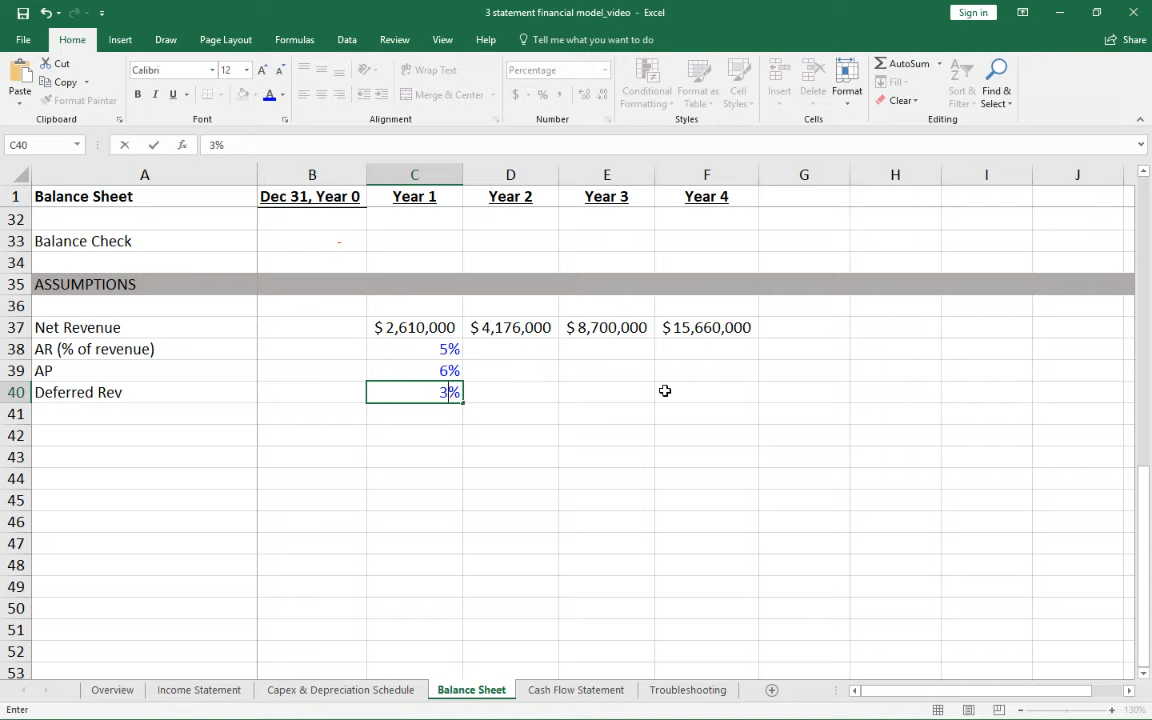 3 statement financial model_video - Excel
Sign in
File Home Insert Draw Page Layout Formulas Data Review View Help Tell me what you want to do Share
Paste Cut Copy Format Painter Clipboard
Calibri 12 B I U A Font
Wrap Text Merge & Center Alignment
Percentage $ % , Number
Conditional Formatting Format as Table Cell Styles Styles
Insert Delete Format Cells
AutoSum Fill Clear Sort & Filter Find & Select Editing
C40 fx 3%
A B C D E F G H I J
1 Balance Sheet Dec 31, Year 0 Year 1 Year 2 Year 3 Year 4
32
33 Balance Check -
34
35 ASSUMPTIONS
36
37 Net Revenue $ 2,610,000 $ 4,176,000 $ 8,700,000 $ 15,660,000
38 AR (% of revenue) 5%
39 AP 6%
40 Deferred Rev 3%
41
42
43
44
45
46
47
48
49
50
51
52
53
Overview Income Statement Capex & Depreciation Schedule Balance Sheet Cash Flow Statement Troubleshooting
Enter 130%